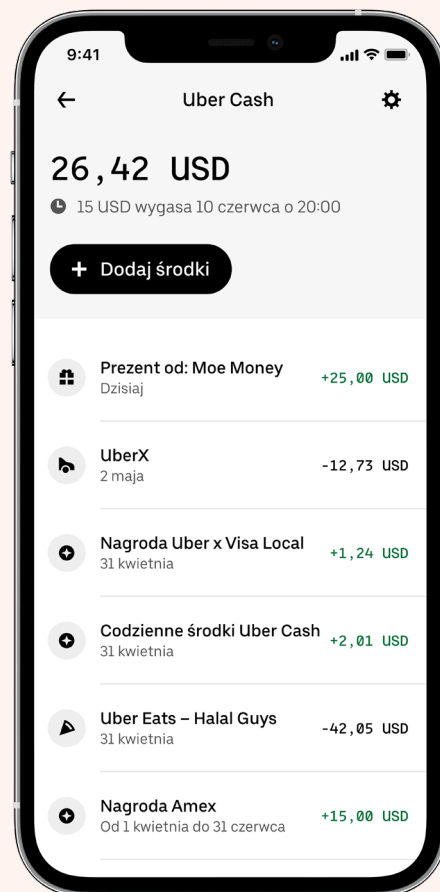 9:41
Uber Cash
26,42 USD
15 USD wygasa 10 czerwca o 20:00
+ Dodaj środki
Prezent od: Moe Money
Dzisiaj
+25,00 USD
UberX
2 maja
-12,73 USD
Nagroda Uber x Visa Local
31 kwietnia
+1,24 USD
Codzienne środki Uber Cash
31 kwietnia
+2,01 USD
Uber Eats – Halal Guys
31 kwietnia
-42,05 USD
Nagroda Amex
Od 1 kwietnia do 31 czerwca
+15,00 USD